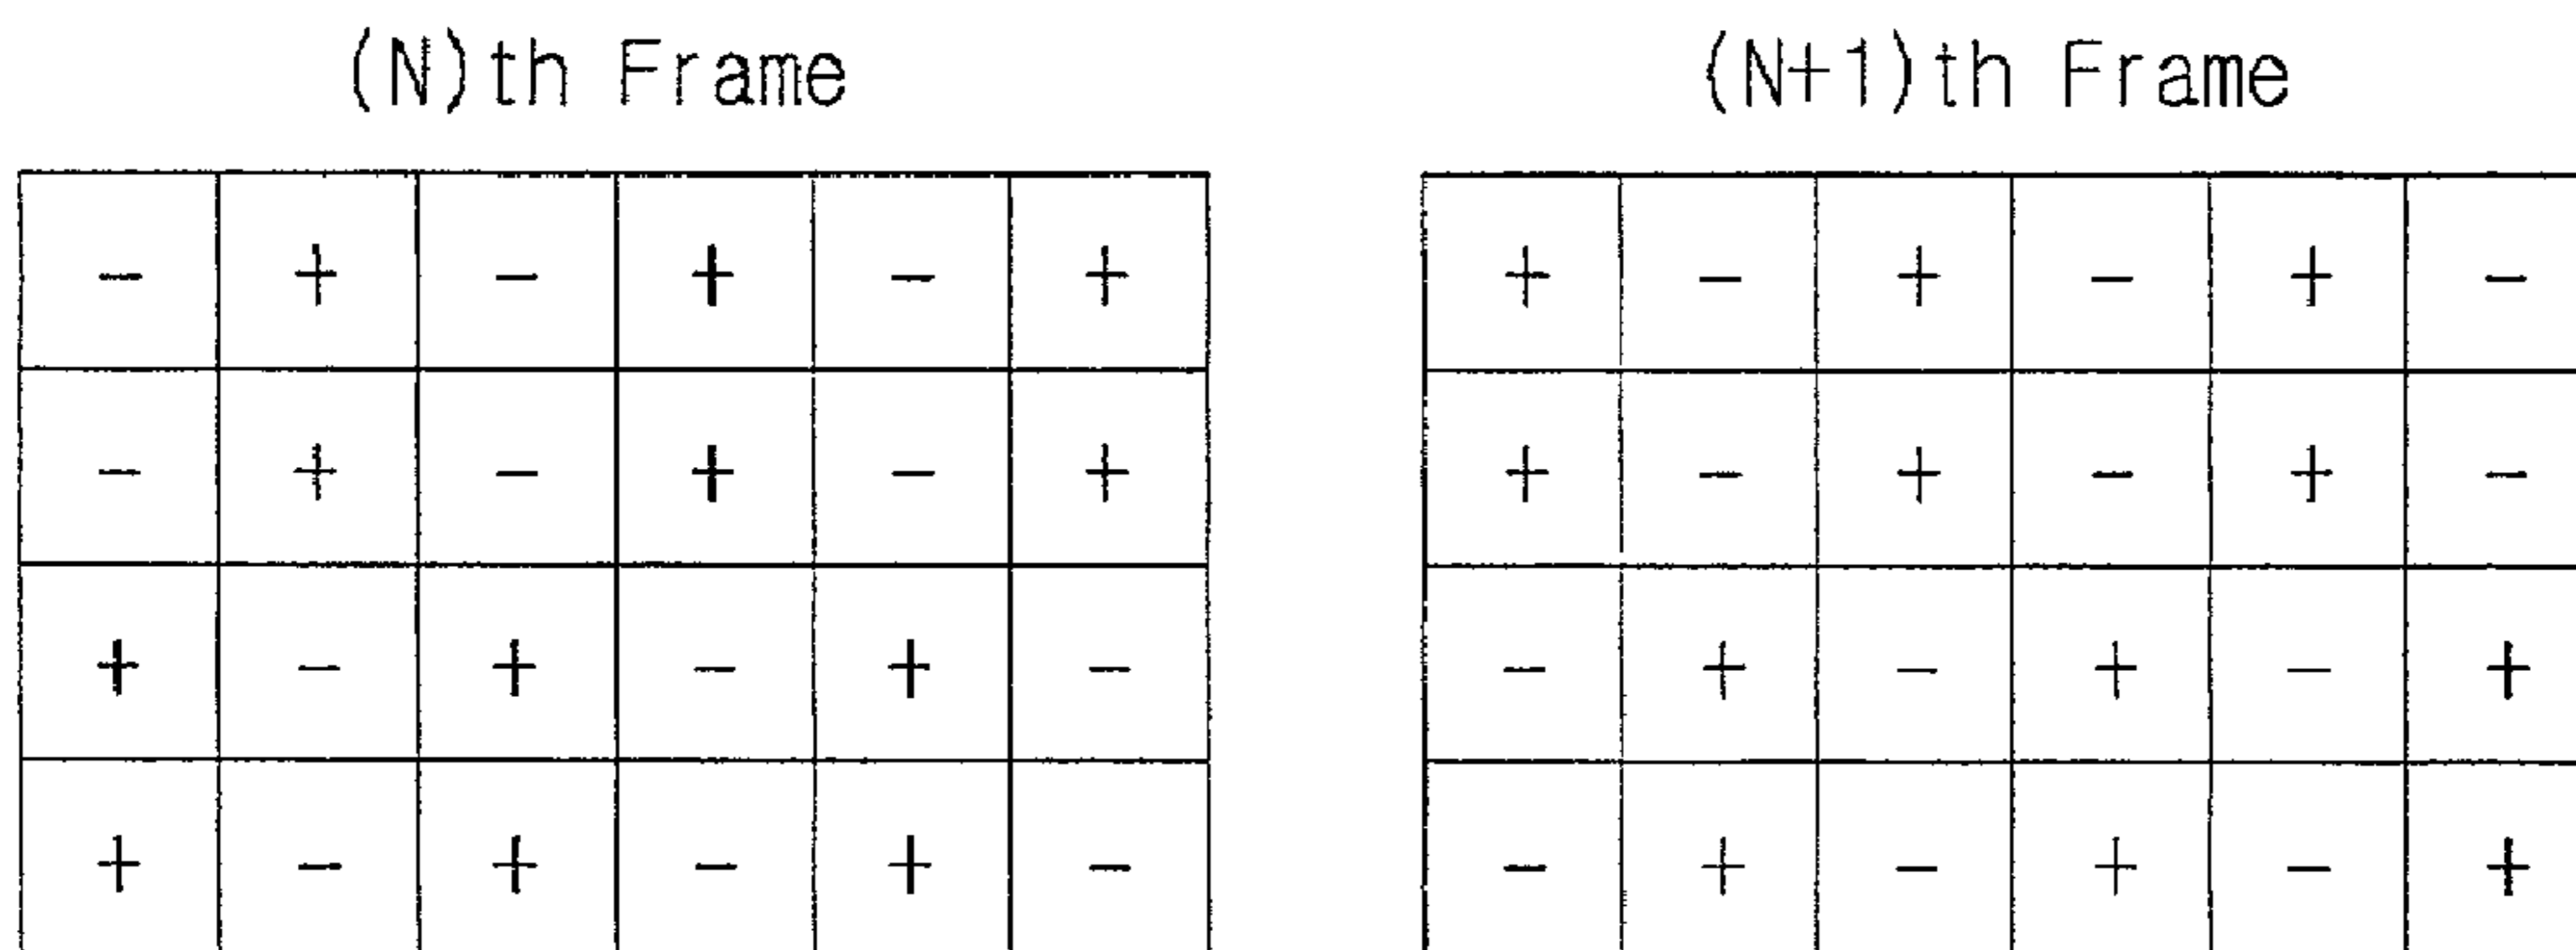 (N)th Frame
(N+1)th Frame
- + - + - +
+ - + - + -
- + - + - +
+ - + - + -
+ - + - + -
- + - + - +
+ - + - + -
- + - + - +